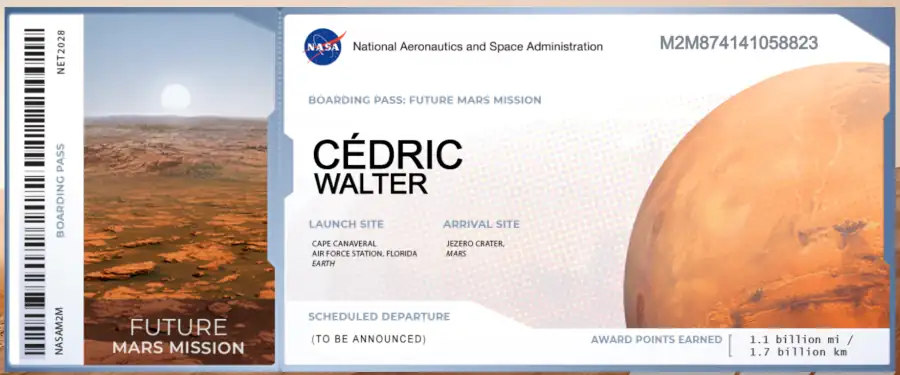 NASAM2M
BOARDING PASS
NET2028
FUTURE
MARS MISSION
NASA
National Aeronautics and Space Administration
M2M874141058823
BOARDING PASS: FUTURE MARS MISSION
CÉDRIC
WALTER
LAUNCH SITE
CAPE CANAVERAL
AIR FORCE STATION, FLORIDA
EARTH
ARRIVAL SITE
JEZERO CRATER,
MARS
SCHEDULED DEPARTURE
(TO BE ANNOUNCED)
AWARD POINTS EARNED
1.1 billion mi /
1.7 billion km